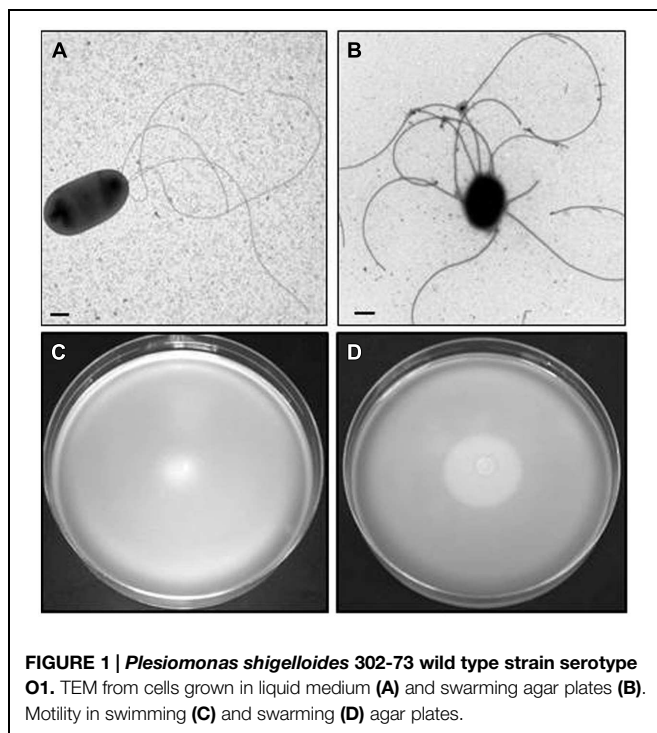 A
B
C
D
FIGURE 1 | Plesiomonas shigelloides 302-73 wild type strain serotype
O1. TEM from cells grown in liquid medium (A) and swarming agar plates (B).
Motility in swimming (C) and swarming (D) agar plates.